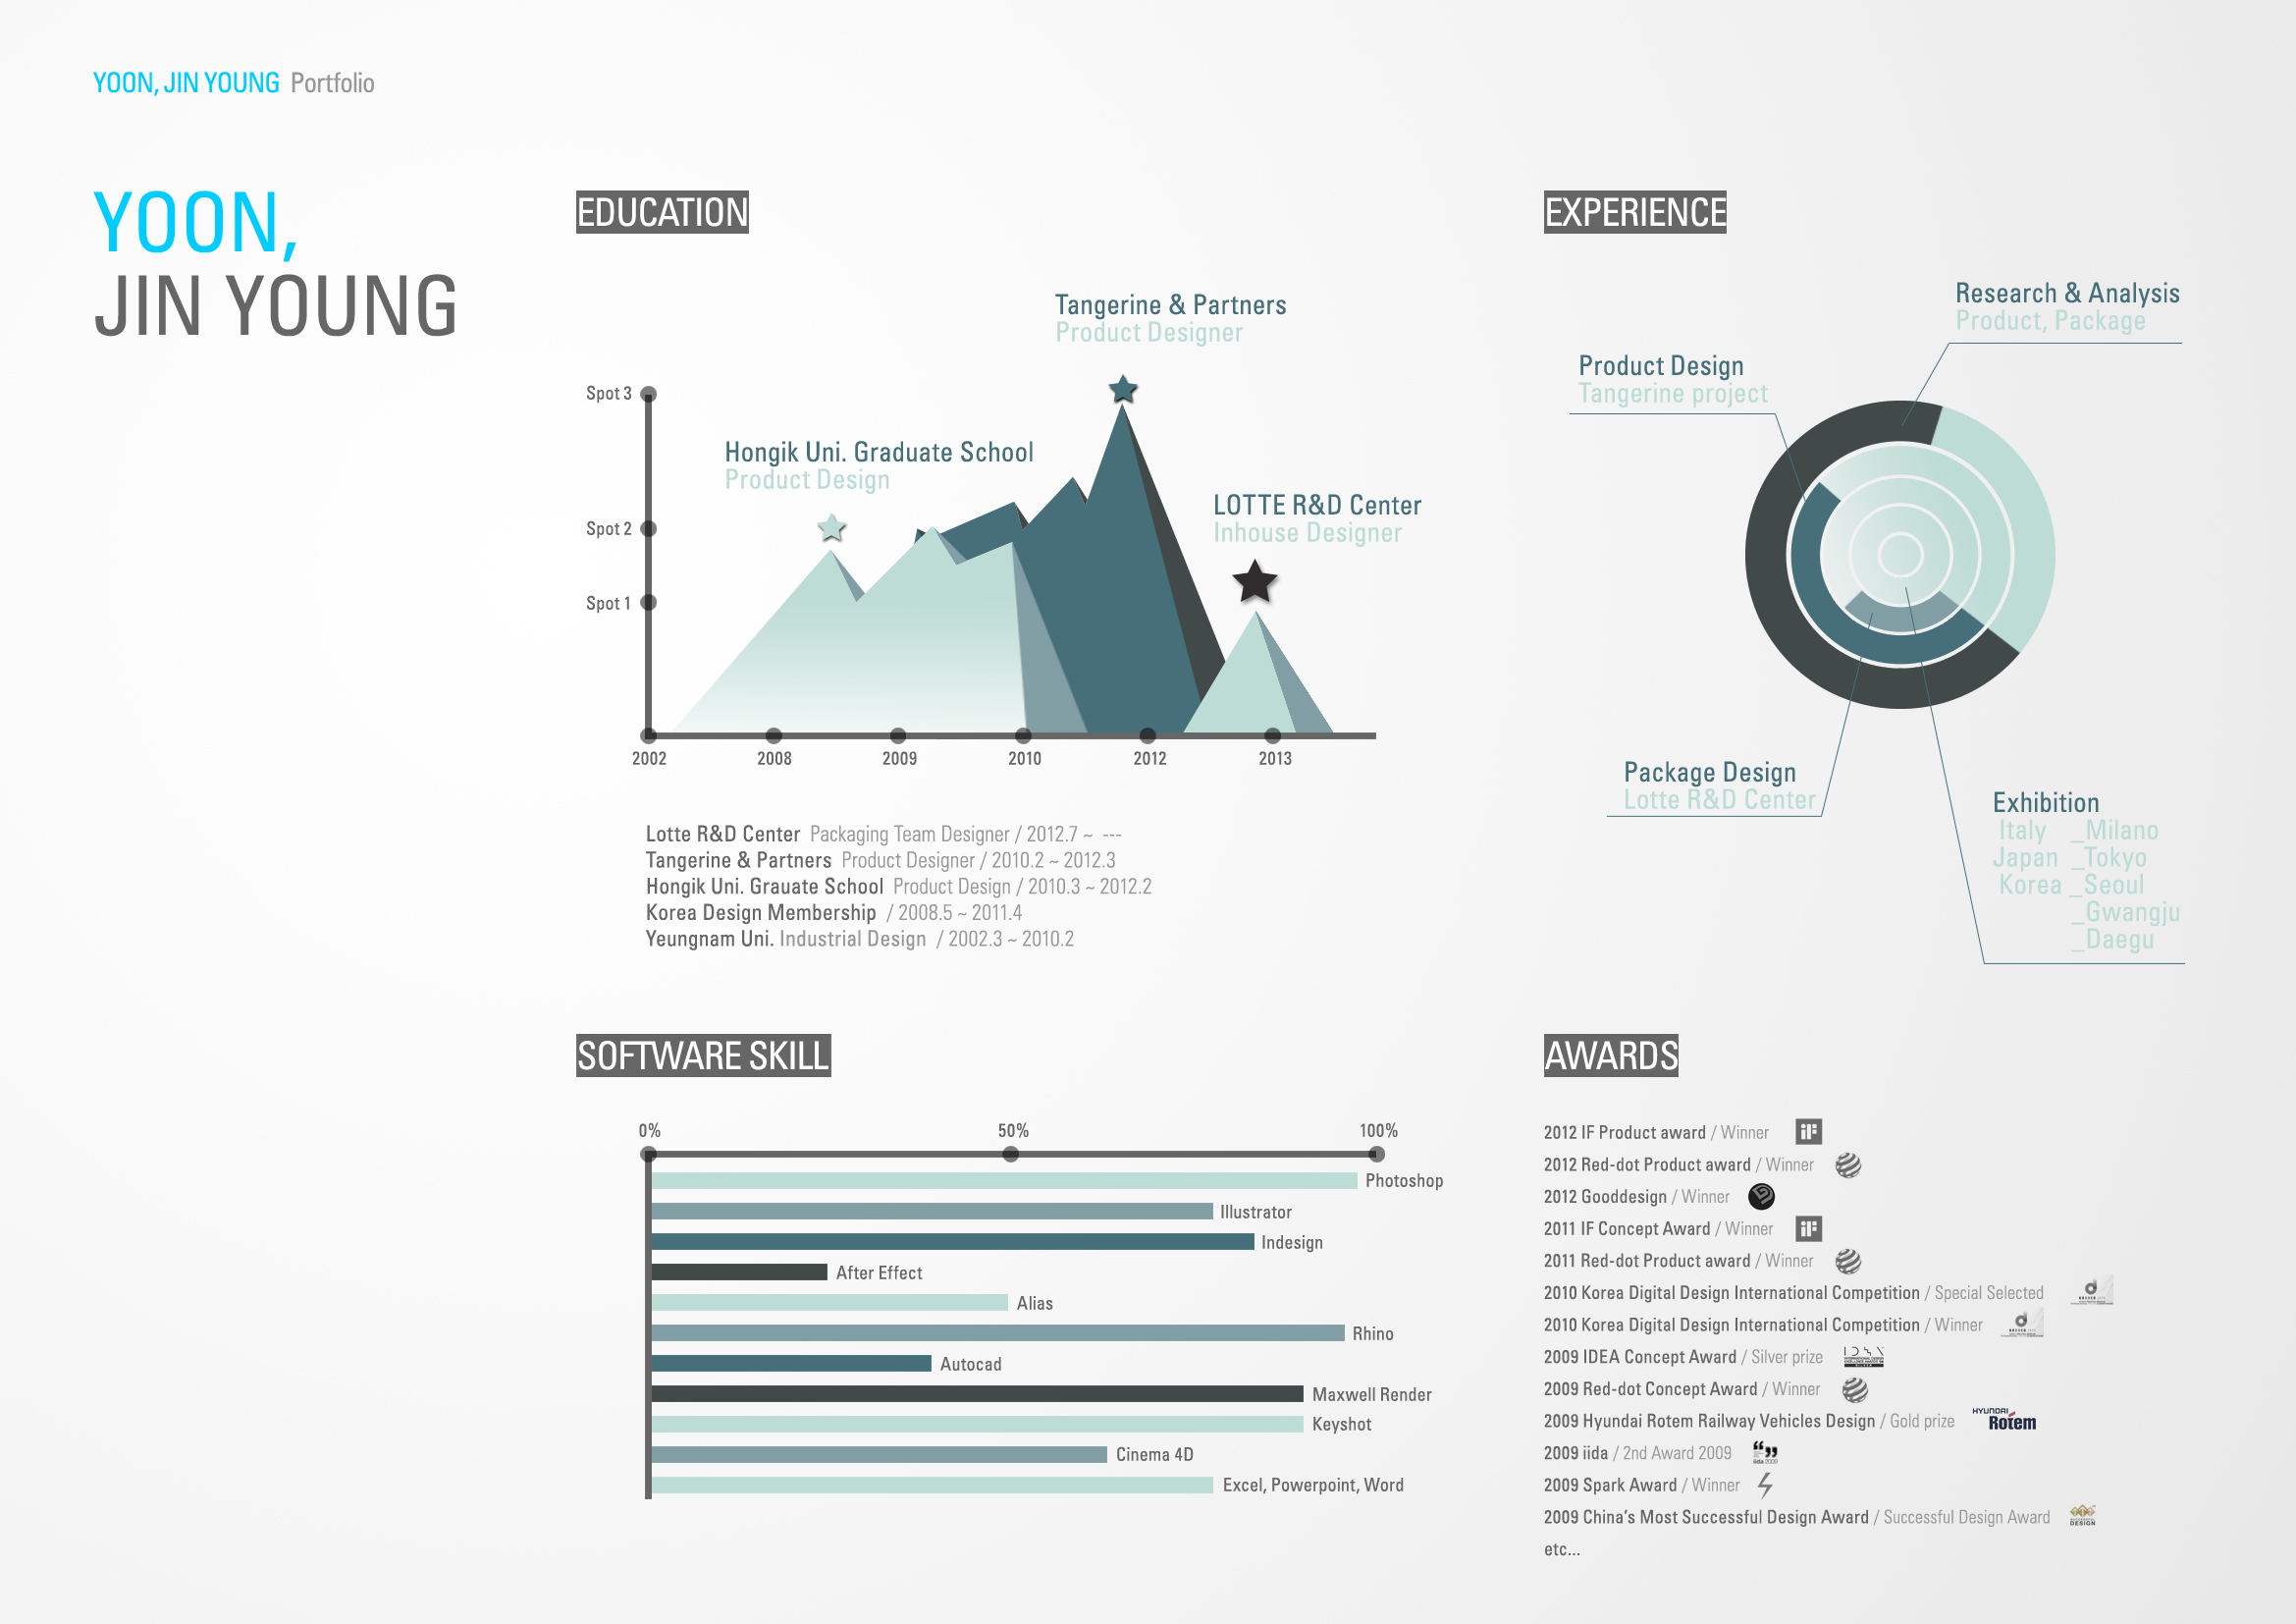 YOON, JIN YOUNG Portfolio
YOON,
JIN YOUNG
EDUCATION
Tangerine & Partners
Product Designer
Hongik Uni. Graduate School
Product Design
LOTTE R&D Center
Inhouse Designer
Spot 3
Spot 2
Spot 1
2002 2008 2009 2010 2012 2013
Lotte R&D Center Packaging Team Designer / 2012.7 ~ ---
Tangerine & Partners Product Designer / 2010.2 ~ 2012.3
Hongik Uni. Grauate School Product Design / 2010.3 ~ 2012.2
Korea Design Membership / 2008.5 ~ 2011.4
Yeungnam Uni. Industrial Design / 2002.3 ~ 2010.2
EXPERIENCE
Research & Analysis
Product, Package
Product Design
Tangerine project
Package Design
Lotte R&D Center
Exhibition
Italy _Milano
Japan _Tokyo
Korea _Seoul
_Gwangju
_Daegu
SOFTWARE SKILL
0% 50% 100%
Photoshop
Illustrator
Indesign
After Effect
Alias
Rhino
Autocad
Maxwell Render
Keyshot
Cinema 4D
Excel, Powerpoint, Word
AWARDS
2012 IF Product award / Winner iF
2012 Red-dot Product award / Winner
2012 Gooddesign / Winner
2011 IF Concept Award / Winner iF
2011 Red-dot Product award / Winner
2010 Korea Digital Design International Competition / Special Selected
2010 Korea Digital Design International Competition / Winner
2009 IDEA Concept Award / Silver prize
2009 Red-dot Concept Award / Winner
2009 Hyundai Rotem Railway Vehicles Design / Gold prize HYUNDAI Rotem
2009 iida / 2nd Award 2009 iida 2009
2009 Spark Award / Winner
2009 China's Most Successful Design Award / Successful Design Award DESIGN
etc...